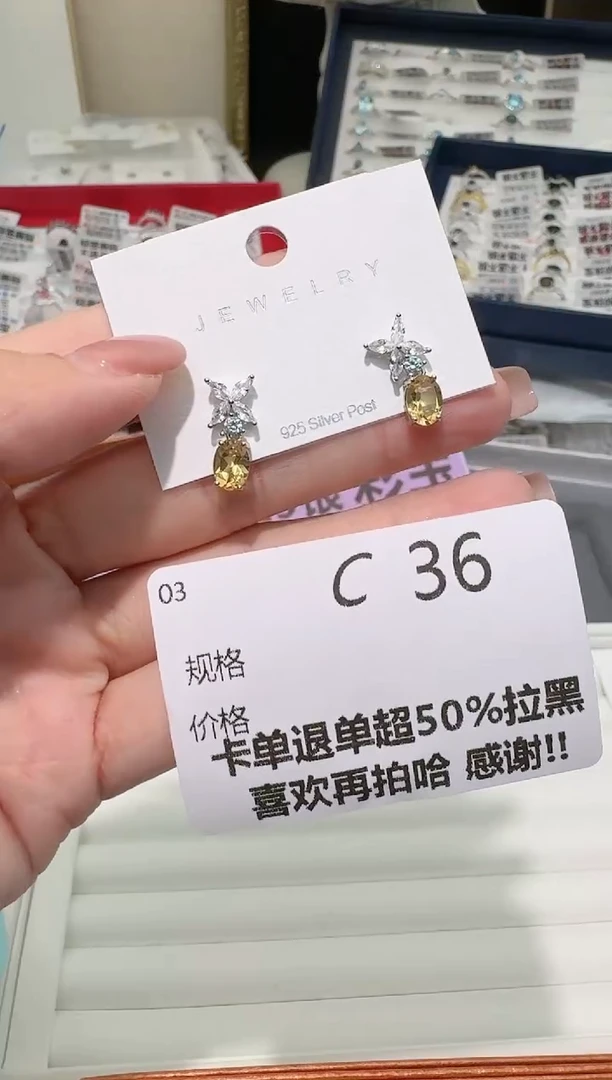 JEWELRY
925 Silver Post
03
C 36
规格
价格
卡单退单超50%拉黑
喜欢再拍哈 感谢!!